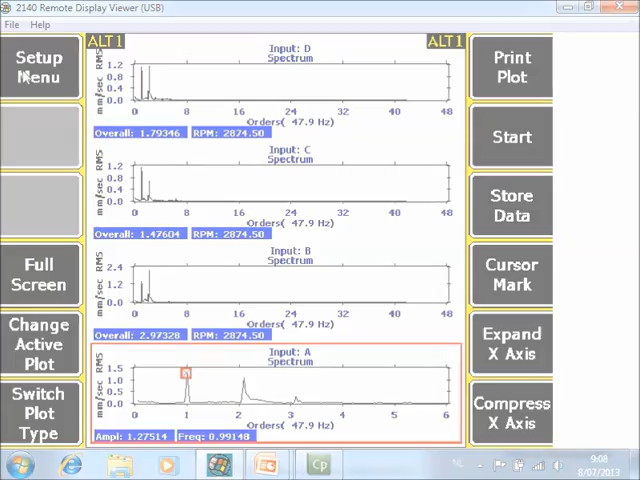 2140 Remote Display Viewer (USB)
File Help
Setup
Menu
Full
Screen
Change
Active
Plot
Switch
Plot
Type
ALT1
ALT1
Input: D
Spectrum
mm/sec RMS
1.2
0.8
0.4
0.0
0 8 16 24 32 40 48
Orders( 47.9 Hz)
Overall: 1.79346 RPM: 2874.50
Input: C
Spectrum
mm/sec RMS
1.2
0.8
0.4
0.0
0 8 16 24 32 40 48
Orders( 47.9 Hz)
Overall: 1.47604 RPM: 2874.50
Input: B
Spectrum
mm/sec RMS
2.4
1.2
0.0
0 8 16 24 32 40 48
Orders( 47.9 Hz)
Overall: 2.97328 RPM: 2874.50
Input: A
Spectrum
mm/sec RMS
1.5
1.0
0.5
0.0
0 1 2 3 4 5 6
Orders( 47.9 Hz)
Ampl: 1.27514 Freq: 0.99148
Print
Plot
Start
Store
Data
Cursor
Mark
Expand
X Axis
Compress
X Axis
Cp
NL
9:08
8/07/2013